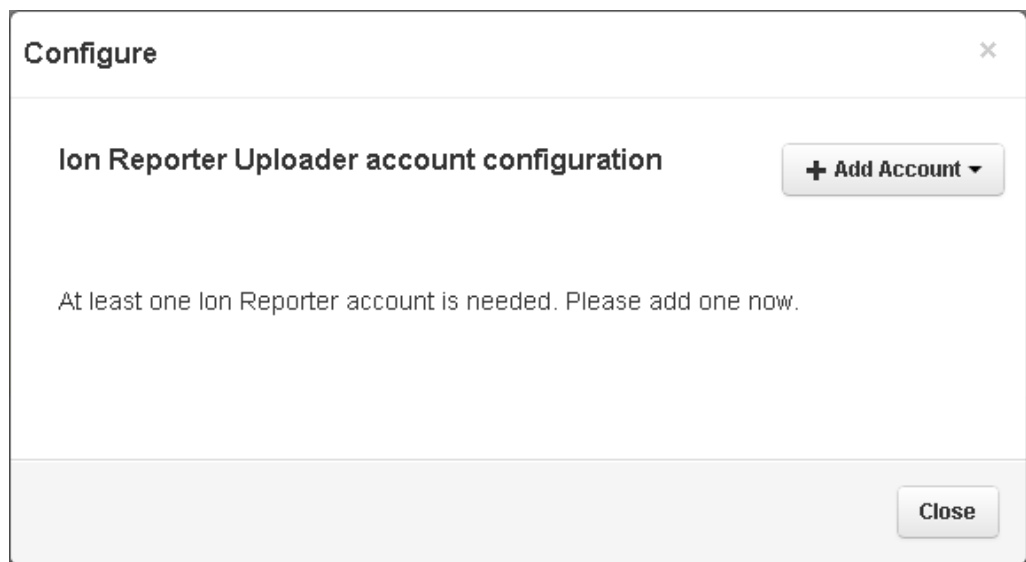 Configure
×
Ion Reporter Uploader account configuration
+ Add Account
At least one Ion Reporter account is needed. Please add one now.
Close